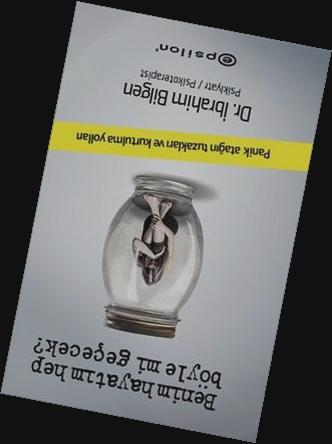 Benim hayatım hep
böyle mi geçecek?
Panik atağın tuzakları ve kurtulma yolları
Dr. İbrahim Bilgen
Psikiyatr / Psikoterapist
epsilon